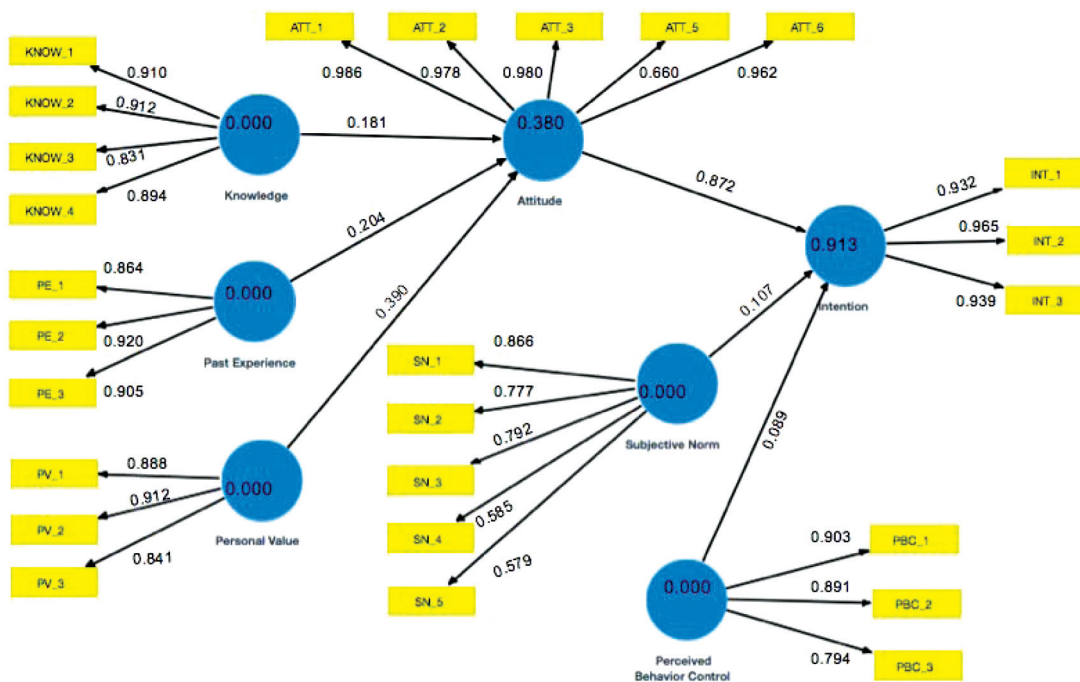 ATT_1
ATT_2
ATT_3
ATT_5
ATT_6
KNOW_1
0.910
0.986
0.978
0.980
0.660
0.962
KNOW_2
0.912
0.000
0.181
0.380
KNOW_3
0.831
KNOW_4
0.894
Knowledge
Attitude
0.872
0.932
INT_1
0.204
0.965
INT_2
0.913
PE_1
0.864
0.000
0.390
0.939
INT_3
Intention
PE_2
0.920
Past Experience
0.107
PE_3
0.905
SN_1
0.866
0.777
0.000
SN_2
0.792
Subjective Norm
0.089
PV_1
0.888
0.912
0.000
SN_3
PV_2
0.841
Personal Value
0.585
SN_4
PV_3
0.579
SN_5
0.903
PBC_1
0.000
0.891
PBC_2
0.794
PBC_3
Perceived
Behavior Control